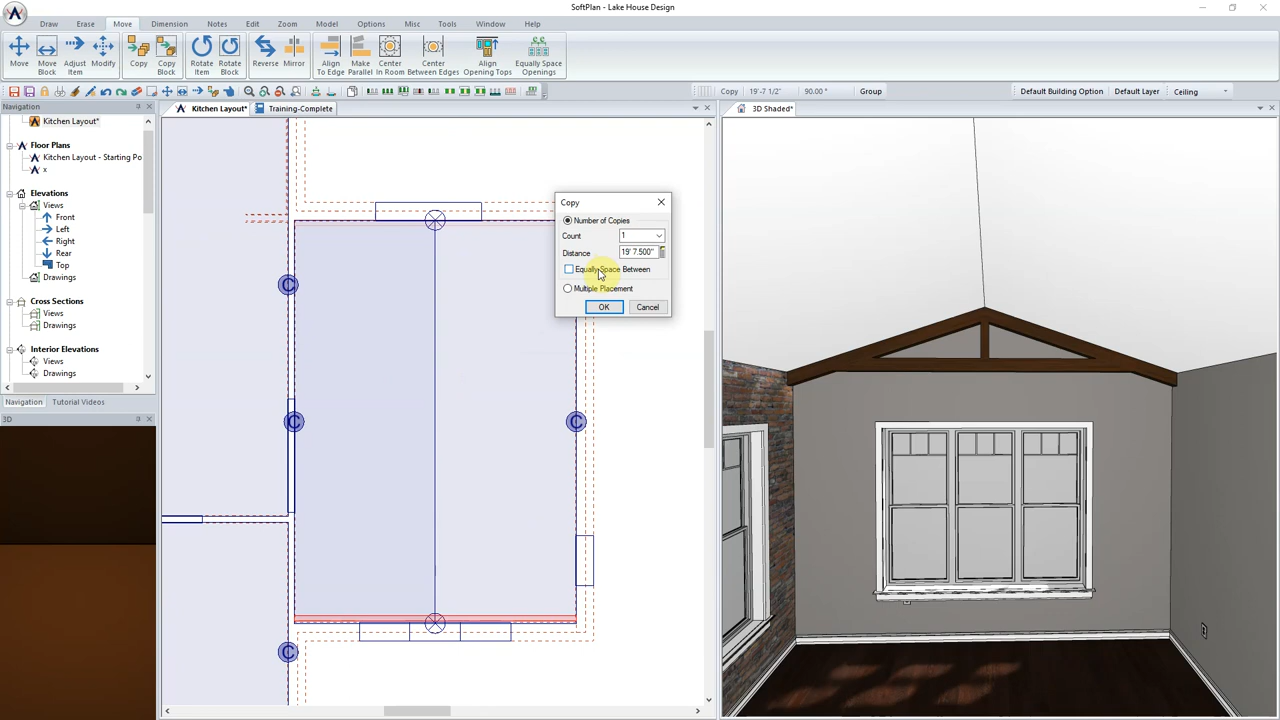 SoftPlan - Lake House Design
Draw Erase Move Dimension Notes Edit Zoom Model Options Misc Tools Window Help
Move
Move Block
Adjust Item
Modify
Copy
Copy Block
Rotate Item
Rotate Block
Reverse
Mirror
Align To Edge
Make Parallel
Center In Room
Center Between Edges
Align Opening Tops
Equally Space Openings
Copy 19'-7 1/2" 90.00 ° Group Default Building Option Default Layer Ceiling
Navigation
Kitchen Layout*
Floor Plans
Kitchen Layout - Starting Po
x
Elevations
Views
Front
Left
Right
Rear
Top
Drawings
Cross Sections
Views
Drawings
Interior Elevations
Views
Drawings
Navigation Tutorial Videos
3D
Kitchen Layout* Training-Complete
3D Shaded*
C
C
C
C
Copy
Number of Copies
Count 1
Distance 19' 7.500"
Equally Space Between
Multiple Placement
OK Cancel